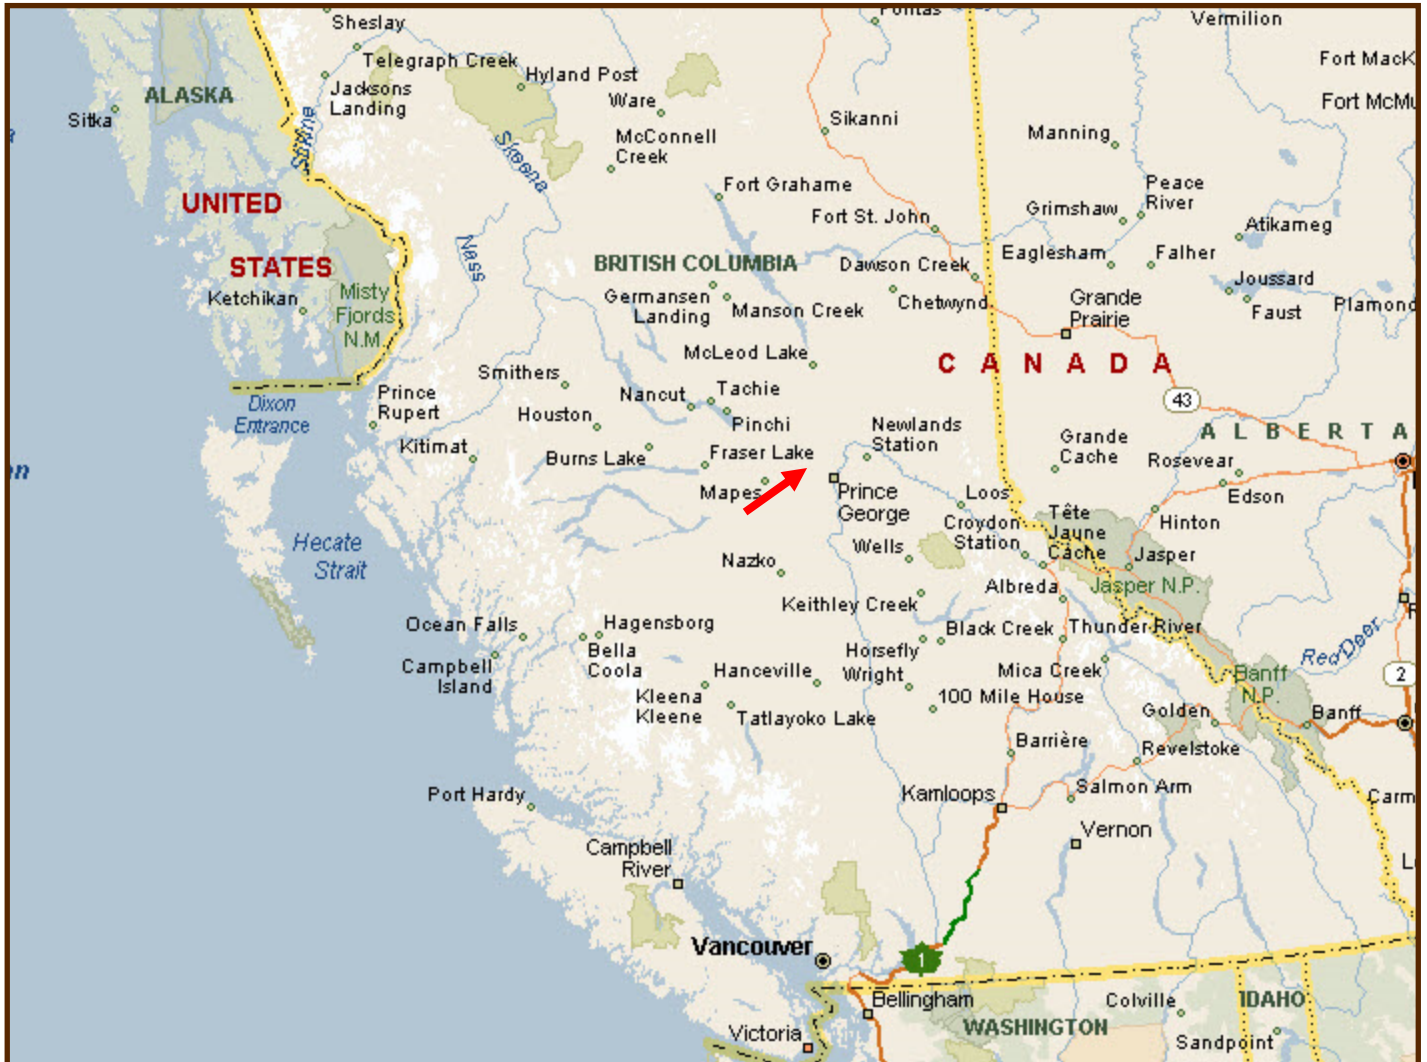 Sheslay
Pontas
Vermilion
Telegraph Creek
Hyland Post
Fort MacK
Jacksons
Landing
ALASKA
Ware
Fort McMu
Sitka
Stikine
Skeena
McConnell
Creek
Sikanni
Manning
UNITED
STATES
Fort Grahame
Fort St. John
Grimshaw
Peace
River
Atikameg
Nass
Eaglesham
Falher
BRITISH COLUMBIA
Dawson Creek
Joussard
Ketchikan
Misty
Fjords
N.M.
Germansen
Landing
Manson Creek
Chetwynd
Grande
Prairie
Faust
Plamond
McLeod Lake
CANADA
Smithers
Prince
Rupert
Dixon
Entrance
Nancut
Tachie
43
Houston
Pinchi
Newlands
Station
Kitimat
Burns Lake
Fraser Lake
Grande
Cache
ALBERTA
Rosevear
on
Mapes
Prince
George
Loos
Edson
Tête
Jaune
Cache
Hinton
Croydon
Station
Hecate
Strait
Wells
Jasper
Nazko
Albreda
Jasper N.P.
Keithley Creek
Ocean Falls
Hagensborg
Black Creek
Thunder River
Red Deer
Campbell
Island
Bella
Coola
Horsefly
Hanceville
Wright
Mica Creek
Banff
N.P.
2
Kleena
Kleene
100 Mile House
Tatlayoko Lake
Golden
Banff
Barrière
Revelstoke
Port Hardy
Kamloops
Salmon Arm
Carm
Vernon
Campbell
River
Vancouver
1
Bellingham
Colville
IDAHO
WASHINGTON
Victoria
Sandpoint